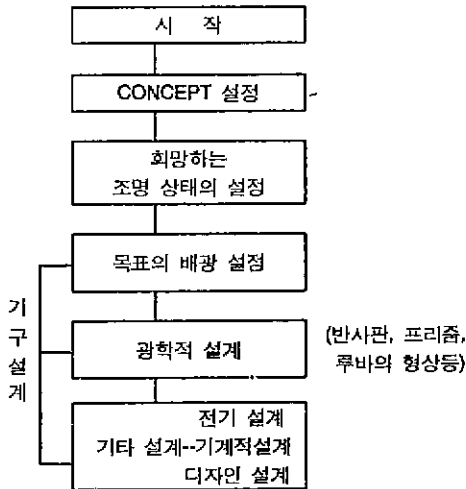 시 작
CONCEPT 설정
희망하는
조명 상태의 설정
목표의 배광 설정
기구설계
광학적 설계
(반사판, 프리즘,
루바의 형상등)
전기 설계
기타 설계--기계적설계
디자인 설계